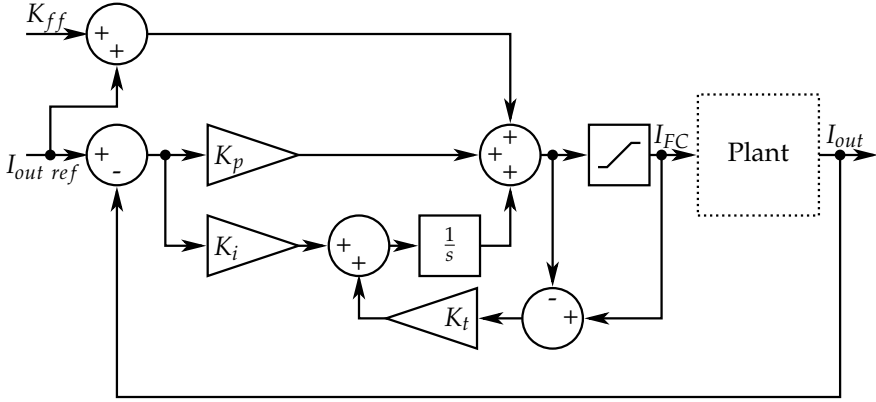 K_ff
+
+
I_out ref
+
-
K_p
+
+
+
I_FC
Plant
I_out
K_i
+
+
1/s
K_t
-
+